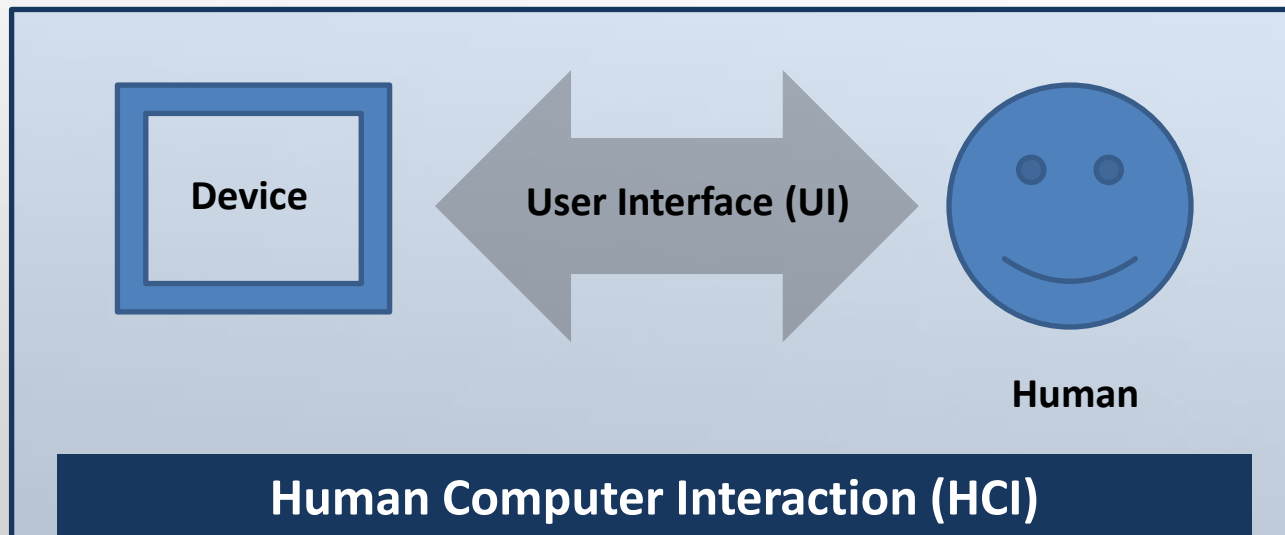 Device
User Interface (UI)
Human
Human Computer Interaction (HCI)